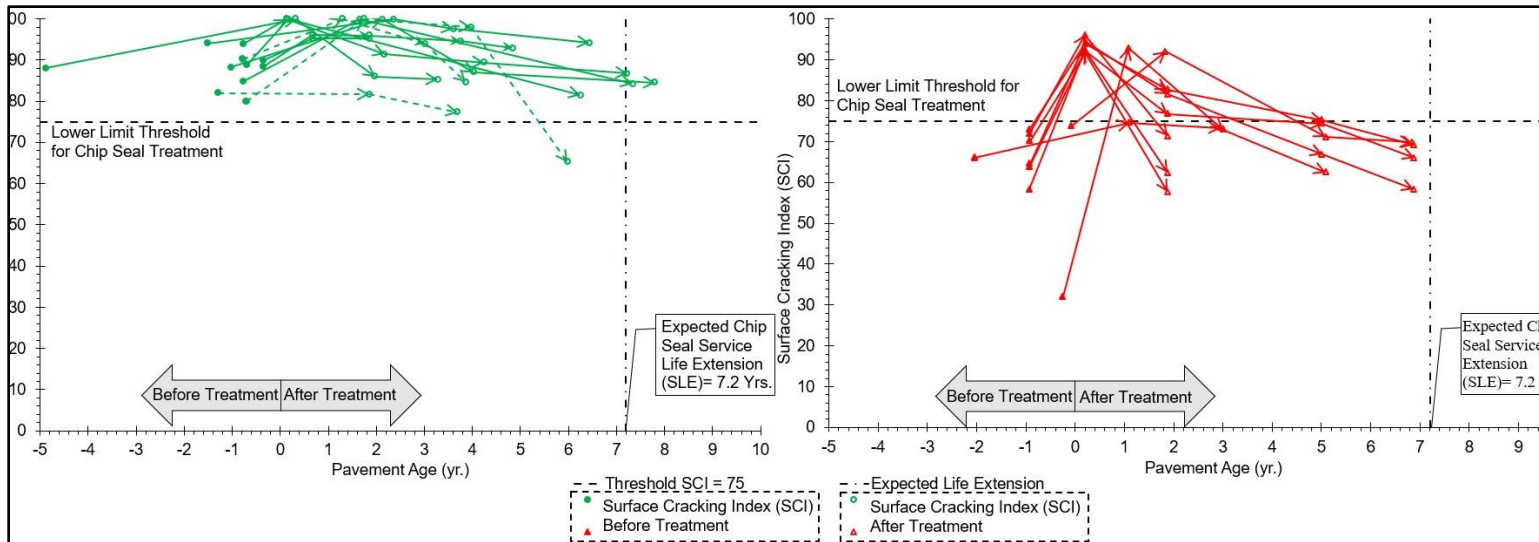 00
90
80
70
60
50
40
30
20
10
0
Lower Limit Threshold
for Chip Seal Treatment
Expected Chip
Seal Service
Life Extension
(SLE)= 7.2 Yrs.
Before Treatment After Treatment
-5 -4 -3 -2 -1 0 1 2 3 4 5 6 7 8 9 10
Pavement Age (yr.)
Surface Cracking Index (SCI)
100
90
80
70
60
50
40
30
20
10
0
Lower Limit Threshold for
Chip Seal Treatment
Expected Ch
Seal Service
Extension
(SLE)= 7.2
Before Treatment After Treatment
-5 -4 -3 -2 -1 0 1 2 3 4 5 6 7 8 9
Pavement Age (yr.)
Threshold SCI = 75
Expected Life Extension
Surface Cracking Index (SCI)
Before Treatment
Surface Cracking Index (SCI)
After Treatment